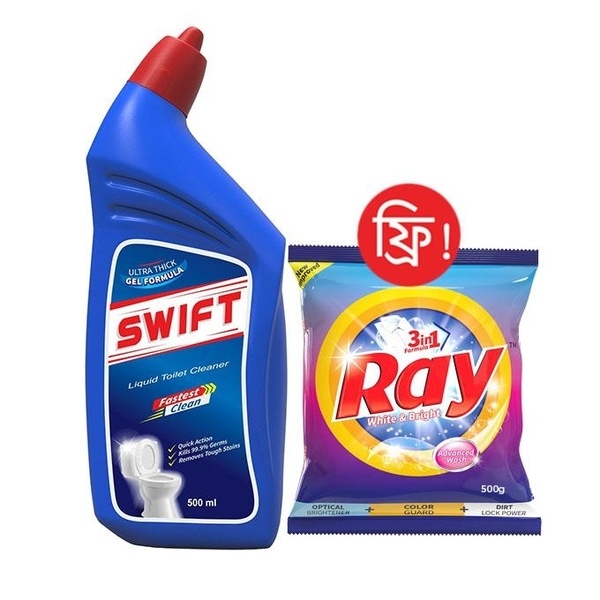 ULTRA THICK
GEL FORMULA
SWIFT
Liquid Toilet Cleaner
Fastest
Clean
✓ Quick Action
✓ Kills 99.9% Germs
✓ Removes Tough Stains
500 ml
ফ্রি !
New
Improved
3in1
Formula
Ray™
White & Bright
Advanced
Wash
500g
OPTICAL BRIGHTENER + COLOR GUARD + DIRT LOCK POWER